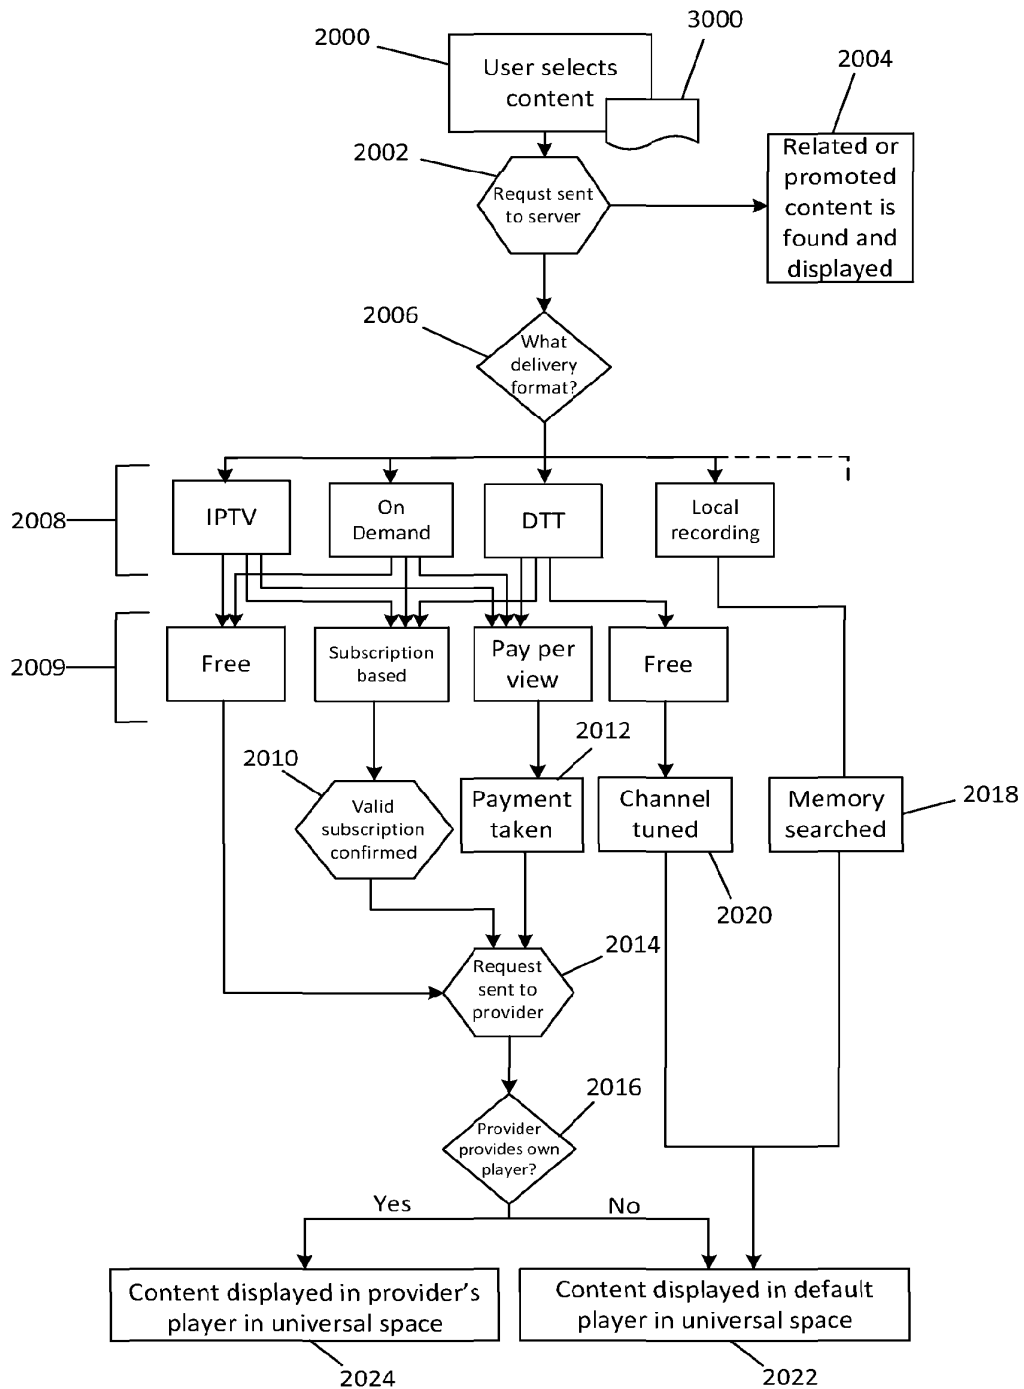 3000
2000
2004
User selects
content
2002
Related or
promoted
content is
found and
displayed
Requst sent
to server
2006
What
delivery
format?
2008
IPTV
On
Demand
DTT
Local
recording
2009
Free
Subscription
based
Pay per
view
Free
2010
2012
2018
Valid
subscription
confirmed
Payment
taken
Channel
tuned
Memory
searched
2020
2014
Request
sent to
provider
2016
Provider
provides own
player?
Yes
No
Content displayed in provider's
player in universal space
Content displayed in default
player in universal space
2024
2022